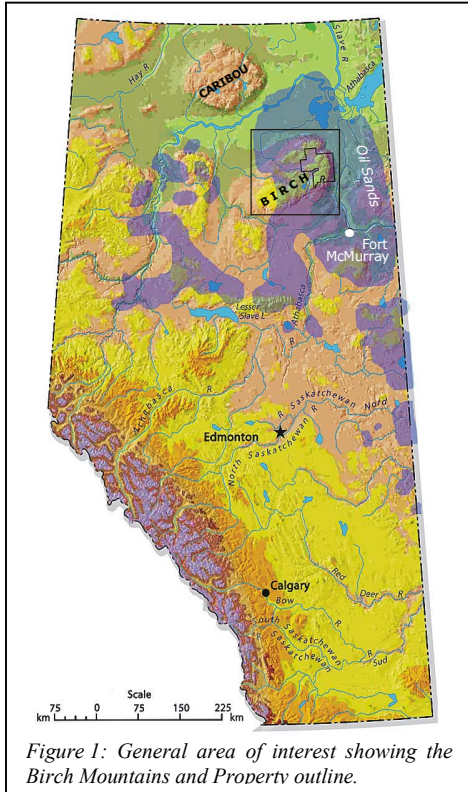 Hay R
CARIBOU
Slave R
Athabasca
Oil Sands
BIRCH
R
Fort
McMurray
Lesser
Slave L
Athabasca
R
Athabasca R
Edmonton
North Saskatchewan R
R Saskatchewan Nord
Calgary
Red Deer R
Bow
R
South Saskatchewan
R Saskatchewan Sud
Scale
km 75 0 75 150 225 km
Figure 1: General area of interest showing the
Birch Mountains and Property outline.